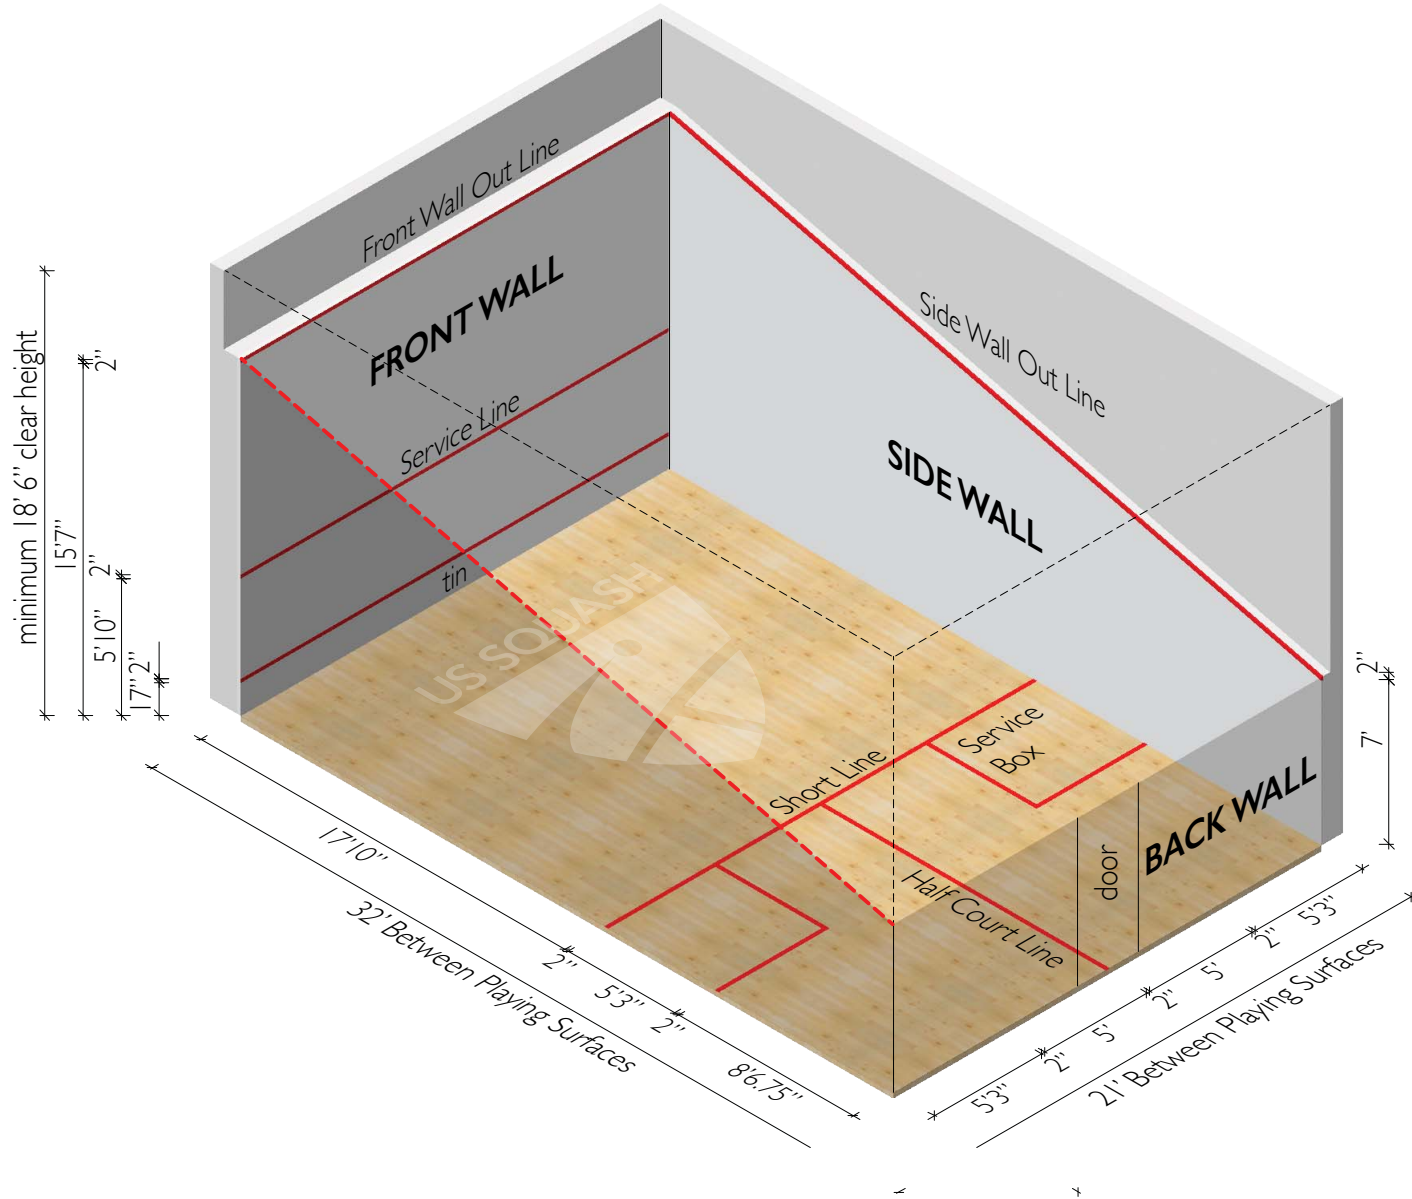 Front Wall Out Line
FRONT WALL
Service Line
tin
Side Wall Out Line
SIDE WALL
US SQUASH
Service
Box
Short Line
Half Court Line
door
BACK WALL
minimum 18' 6" clear height
15'7"
2"
5'10"
2"
17"
2"
2"
7'
17'10"
2"
5'3"
2"
8'6.75"
32' Between Playing Surfaces
5'3"
2"
5'
2"
5'
2"
5'3"
21' Between Playing Surfaces